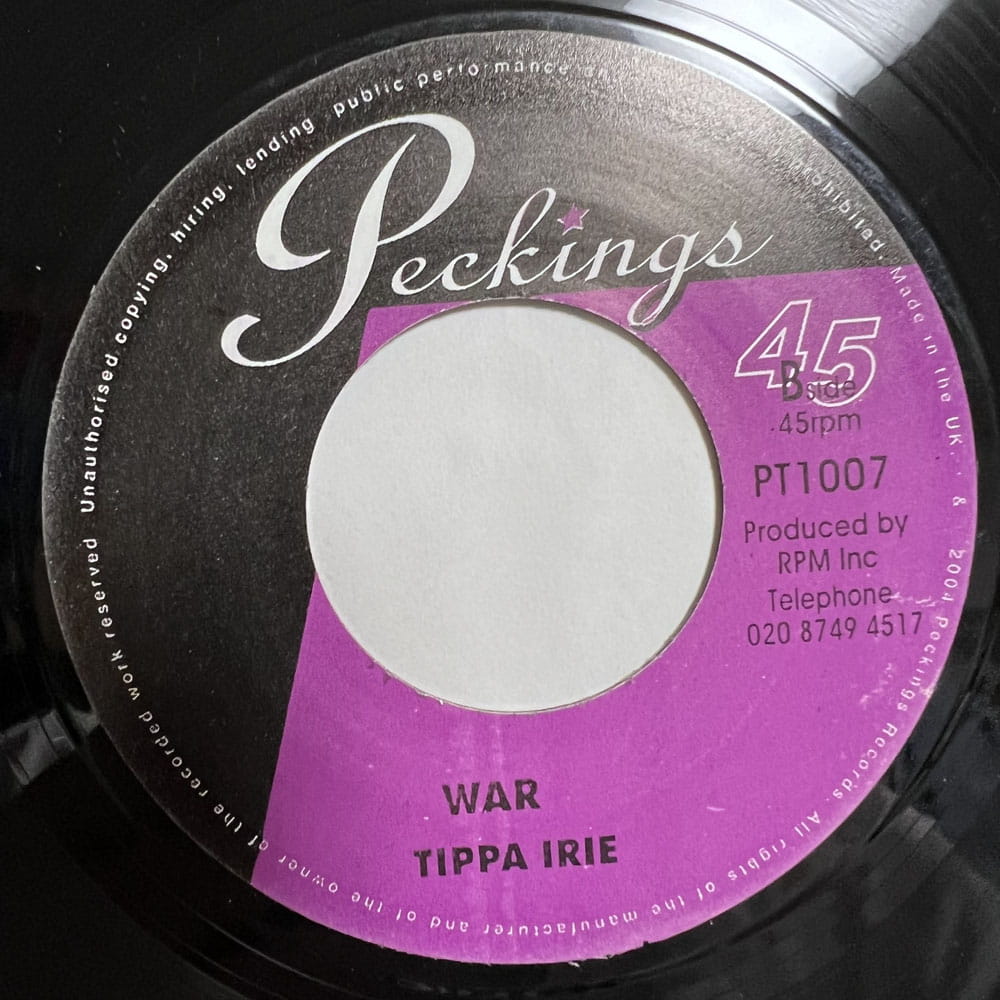 Peckings
45
B side
45rpm
PT1007
Produced by
RPM Inc
Telephone
020 8749 4517
WAR
TIPPA IRIE
& 2004 Peckings Records. All rights of the manufacturer and of the owner of the recorded work reserved Unauthorised copying, hiring, lending public performance prohibited. Made in the UK.